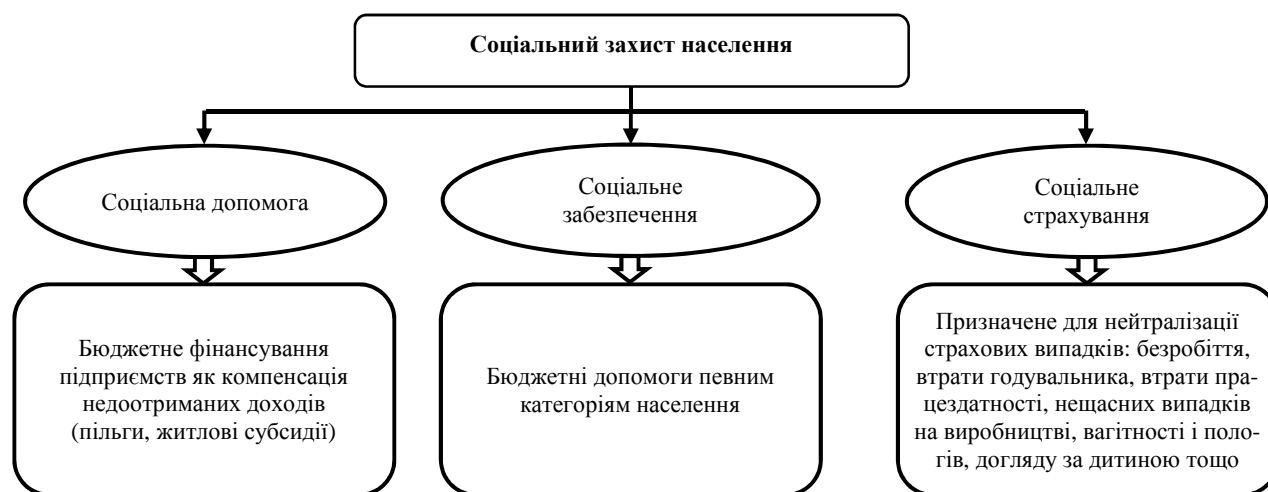 Соціальний захист населення
Соціальна допомога
Соціальне
забезпечення
Соціальне
страхування
Бюджетне фінансування
підприємств як компенсація
недоотриманих доходів
(пільги, житлові субсидії)
Бюджетні допомоги певним
категоріям населення
Призначене для нейтралізації
страхових випадків: безробіття,
втрати годувальника, втрати пра-
цездатності, нещасних випадків
на виробництві, вагітності і поло-
гів, догляду за дитиною тощо